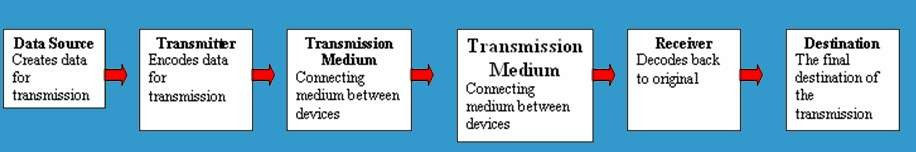 Data Source
Creates data
for
transmission
Transmitter
Encodes data
for
transmission
Transmission
Medium
Connecting
medium between
devices
Transmission
Medium
Connecting
medium between
devices
Receiver
Decodes back
to original
Destination
The final
destination of
the
transmission